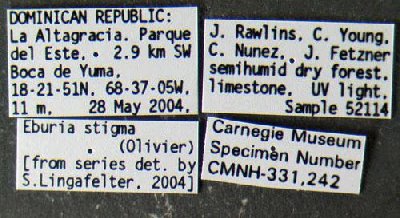 DOMINICAN REPUBLIC:
La Altagracia. Parque
del Este. 2.9 km SW
Boca de Yuma.
18-21-51N, 68-37-05W,
11 m. 28 May 2004.
J. Rawlins, C. Young,
C. Nunez, J. Fetzner
semihumid dry forest,
limestone. UV light.
Sample 52114
Eburia stigma
(Olivier)
[from series det. by
S.Lingafelter. 2004]
Carnegie Museum
Specimen Number
CMNH-331,242